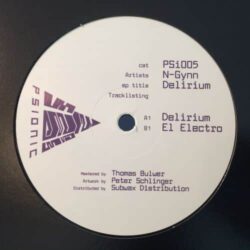 cat PSi005
Artists N-Gynn
ep title Delirium
Tracklisting
A1 Delirium
B1 El Electro
PSIONIC
Mastered by Thomas Bulwer
Artwork by Peter Schlinger
Distributed by Subwax Distribution